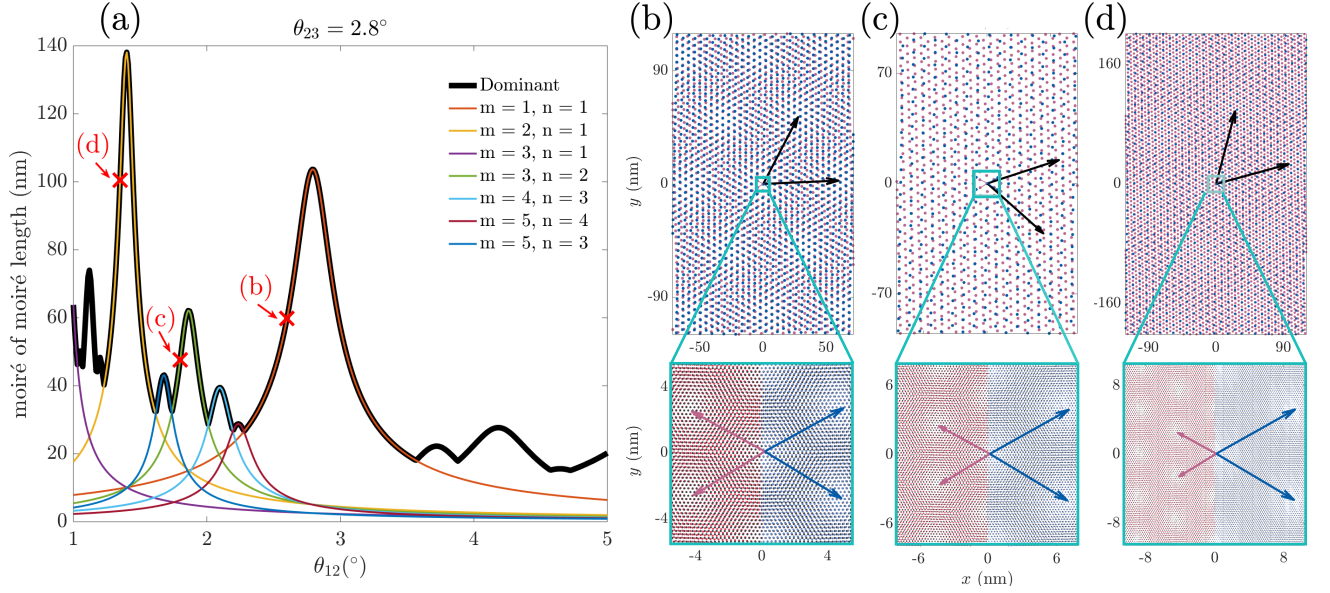 (a)
θ₂₃ = 2.8°
140
120
100
80
60
40
20
0
moiré of moiré length (nm)
1
2
3
4
5
θ₁₂(°)
Dominant
m = 1, n = 1
m = 2, n = 1
m = 3, n = 1
m = 3, n = 2
m = 4, n = 3
m = 5, n = 4
m = 5, n = 3
(d)
(c)
(b)
(b)
90
0
-90
y (nm)
-50
0
50
4
0
-4
y (nm)
-4
0
4
(c)
70
0
-70
6
0
-6
-6
0
6
x (nm)
(d)
160
0
-160
-90
0
90
8
0
-8
-8
0
8